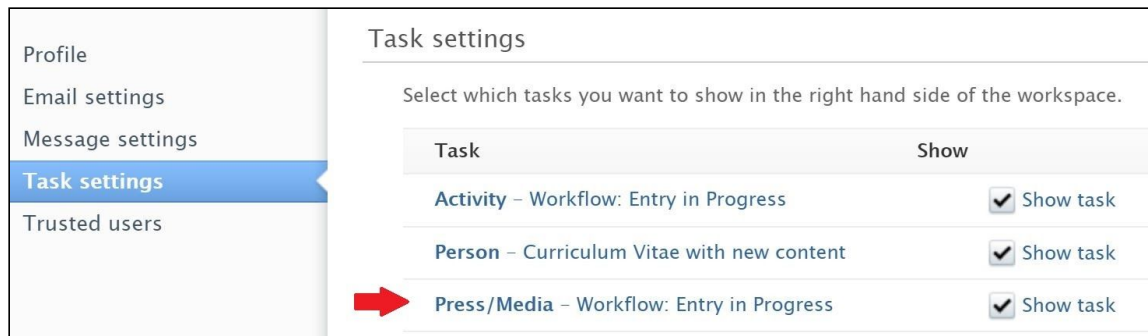 Profile
Email settings
Message settings
Task settings
Trusted users
Task settings
Select which tasks you want to show in the right hand side of the workspace.
Task Show
Activity – Workflow: Entry in Progress Show task
Person – Curriculum Vitae with new content Show task
Press/Media – Workflow: Entry in Progress Show task